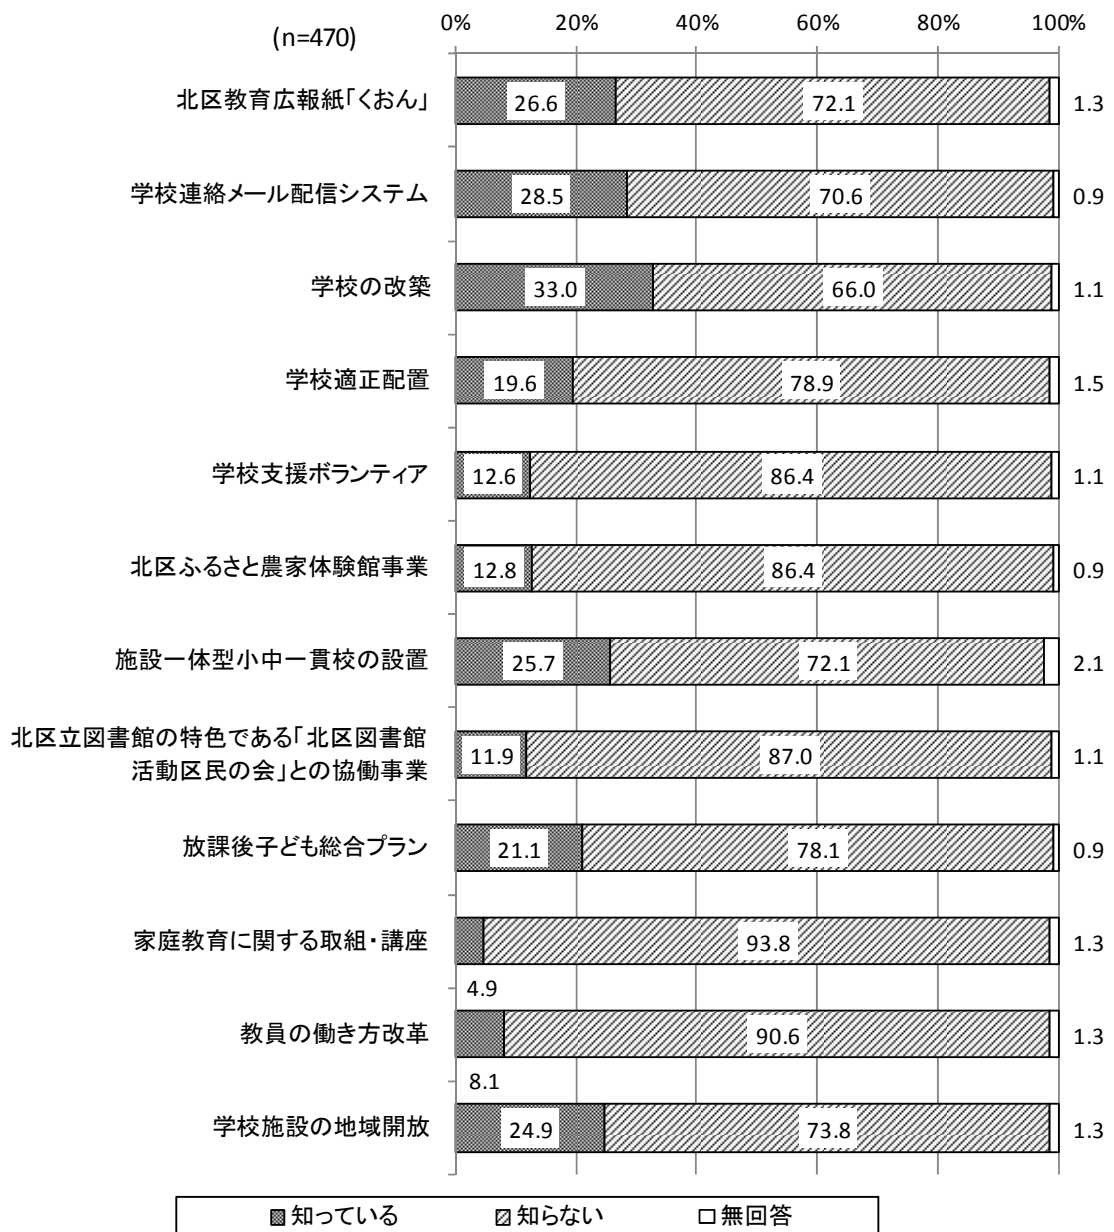 0% 20% 40% 60% 80% 100%
(n=470)
北区教育広報紙「くおん」 26.6 72.1 1.3
学校連絡メール配信システム 28.5 70.6 0.9
学校の改築 33.0 66.0 1.1
学校適正配置 19.6 78.9 1.5
学校支援ボランティア 12.6 86.4 1.1
北区ふるさと農家体験館事業 12.8 86.4 0.9
施設一体型小中一貫校の設置 25.7 72.1 2.1
北区立図書館の特色である「北区図書館
活動区民の会」との協働事業 11.9 87.0 1.1
放課後子ども総合プラン 21.1 78.1 0.9
家庭教育に関する取組・講座 93.8 1.3
4.9
教員の働き方改革 90.6 1.3
8.1
学校施設の地域開放 24.9 73.8 1.3
知っている 知らない 無回答